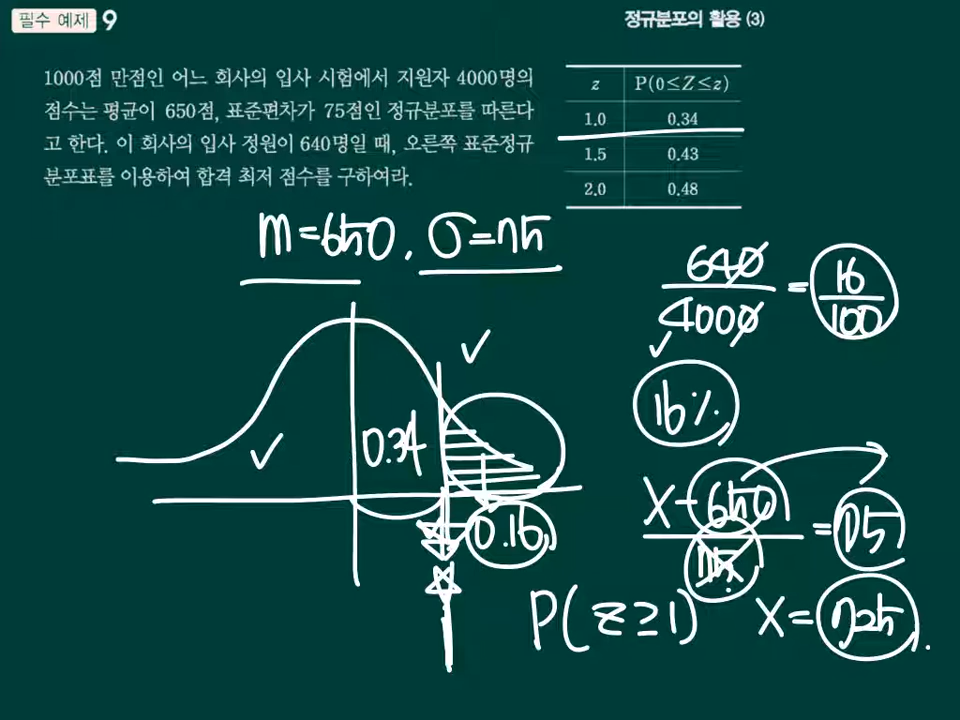 필수 예제 9
정규분포의 활용 (3)
1000점 만점인 어느 회사의 입사 시험에서 지원자 4000명의
점수는 평균이 650점, 표준편차가 75점인 정규분포를 따른다
고 한다. 이 회사의 입사 정원이 640명일 때, 오른쪽 표준정규
분포표를 이용하여 합격 최저 점수를 구하여라.
z P(0≤Z≤z)
1.0 0.34
1.5 0.43
2.0 0.48
m=650, σ=75
640/4000 = 16/100
16%
0.34
0.16
X-650/75 = 75
P(Z≥1) X=725.